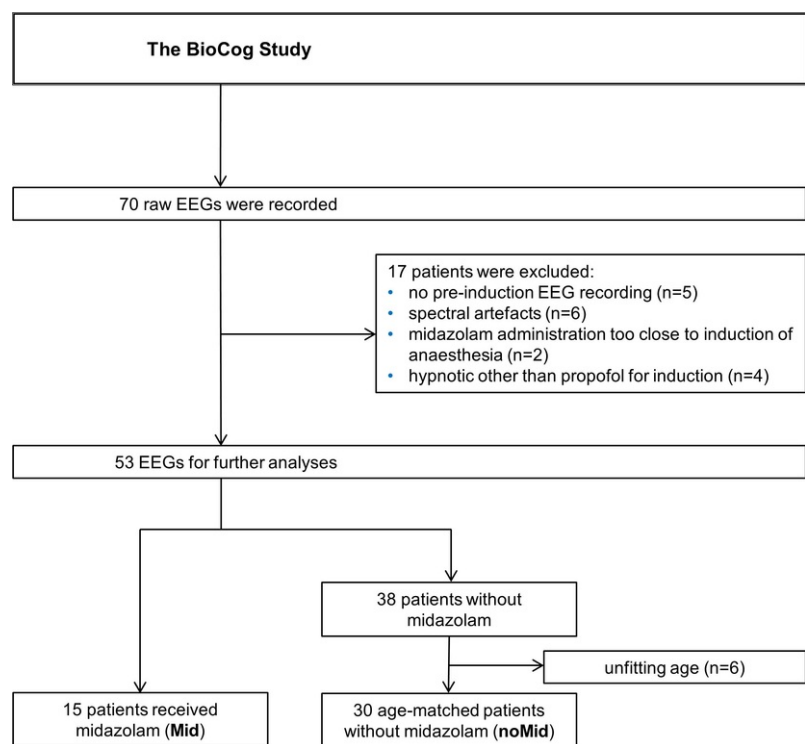 The BioCog Study
70 raw EEGs were recorded
17 patients were excluded:
• no pre-induction EEG recording (n=5)
• spectral artefacts (n=6)
• midazolam administration too close to induction of
anaesthesia (n=2)
• hypnotic other than propofol for induction (n=4)
53 EEGs for further analyses
38 patients without
midazolam
unfitting age (n=6)
15 patients received
midazolam (Mid)
30 age-matched patients
without midazolam (noMid)